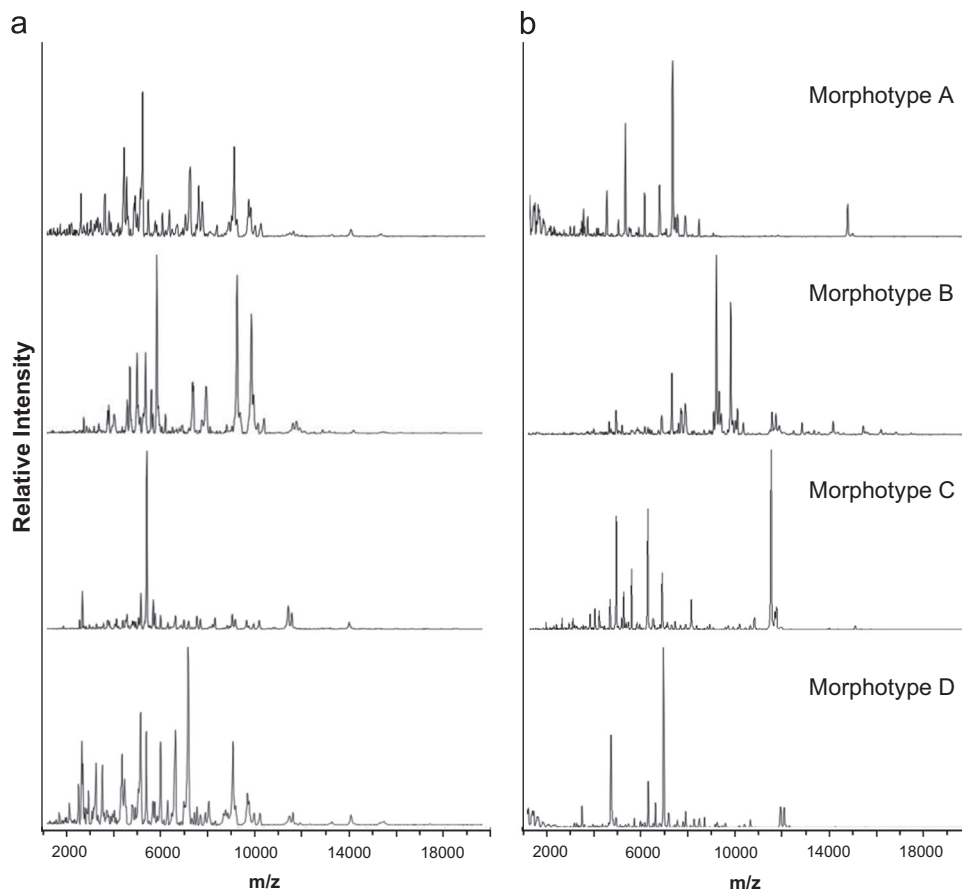 a
b
Morphotype A
Morphotype B
Morphotype C
Morphotype D
Relative Intensity
2000 6000 10000 14000 18000
2000 6000 10000 14000 18000
m/z
m/z